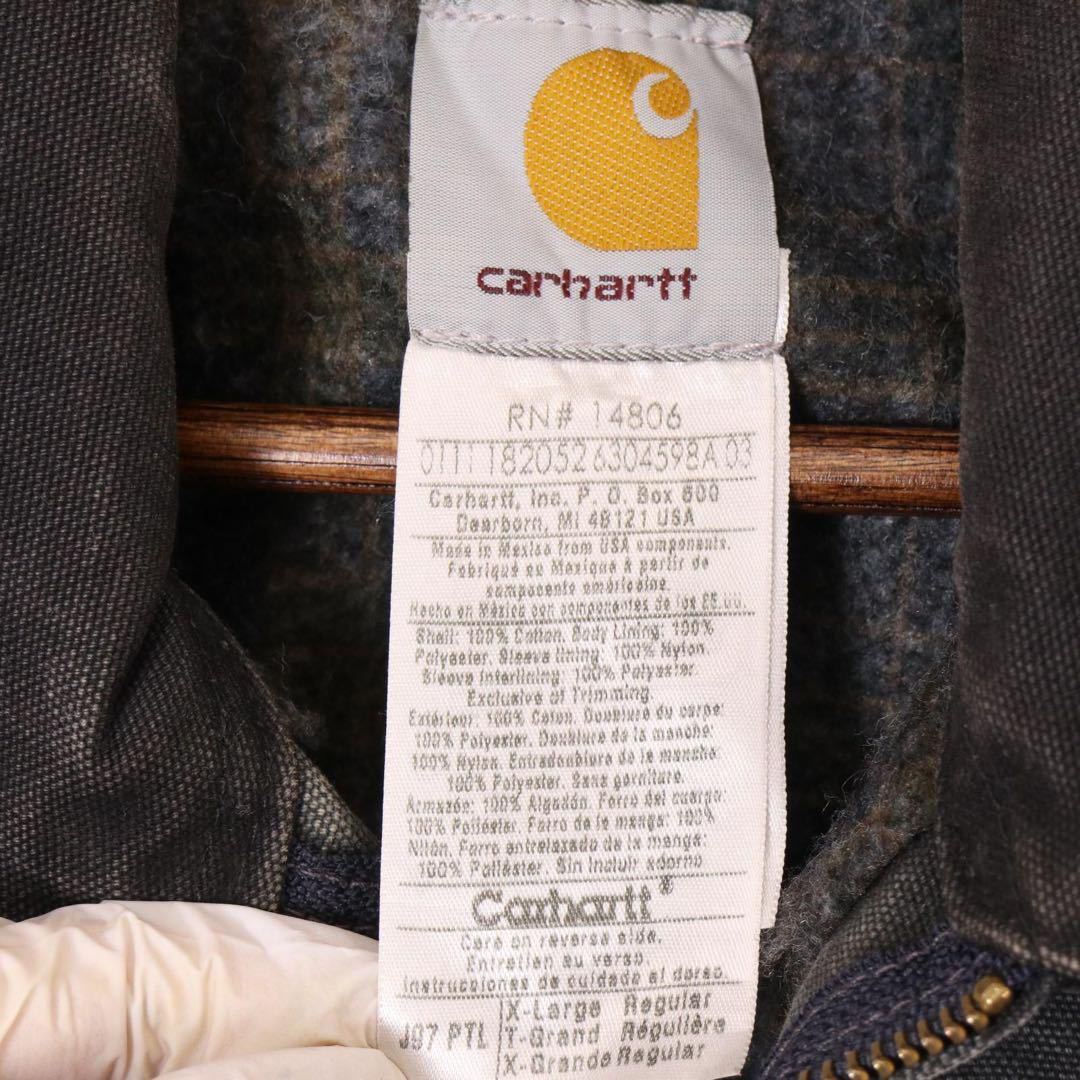 carhartt
RN# 14806
01111 1820526304598A 03
Carhartt, Inc. P. O. Box 600
Dearborn, MI 48121 USA
Made in Mexico from USA components.
Fabriqué au Mexique à partir de
composants américains.
Hecho en México con componentes de los EE.UU.
Shell: 100% Cotton. Body Lining: 100%
Polyester. Sleeve lining: 100% Nylon.
Sleeve Interlining: 100% Polyester.
Exclusive of Trimming.
Extérieur: 100% Coton. Doublure du corps:
100% Polyester. Doublure de la manche:
100% Nylon. Entredoublure de la manche:
100% Polyester. Sans garniture.
Armazón: 100% Algodón. Forro del cuerpo:
100% Poliéster. Forro de la manga: 100%
Nilón. Forro entrelazado de la manga:
100% Poliéster. Sin incluir adorno
Carhartt®
Care on reverse side.
Entretien au verso.
Instrucciones de cuidado al dorso.
J97 PTL
X-Large Regular
T-Grand Régulière
X-Grande Regular